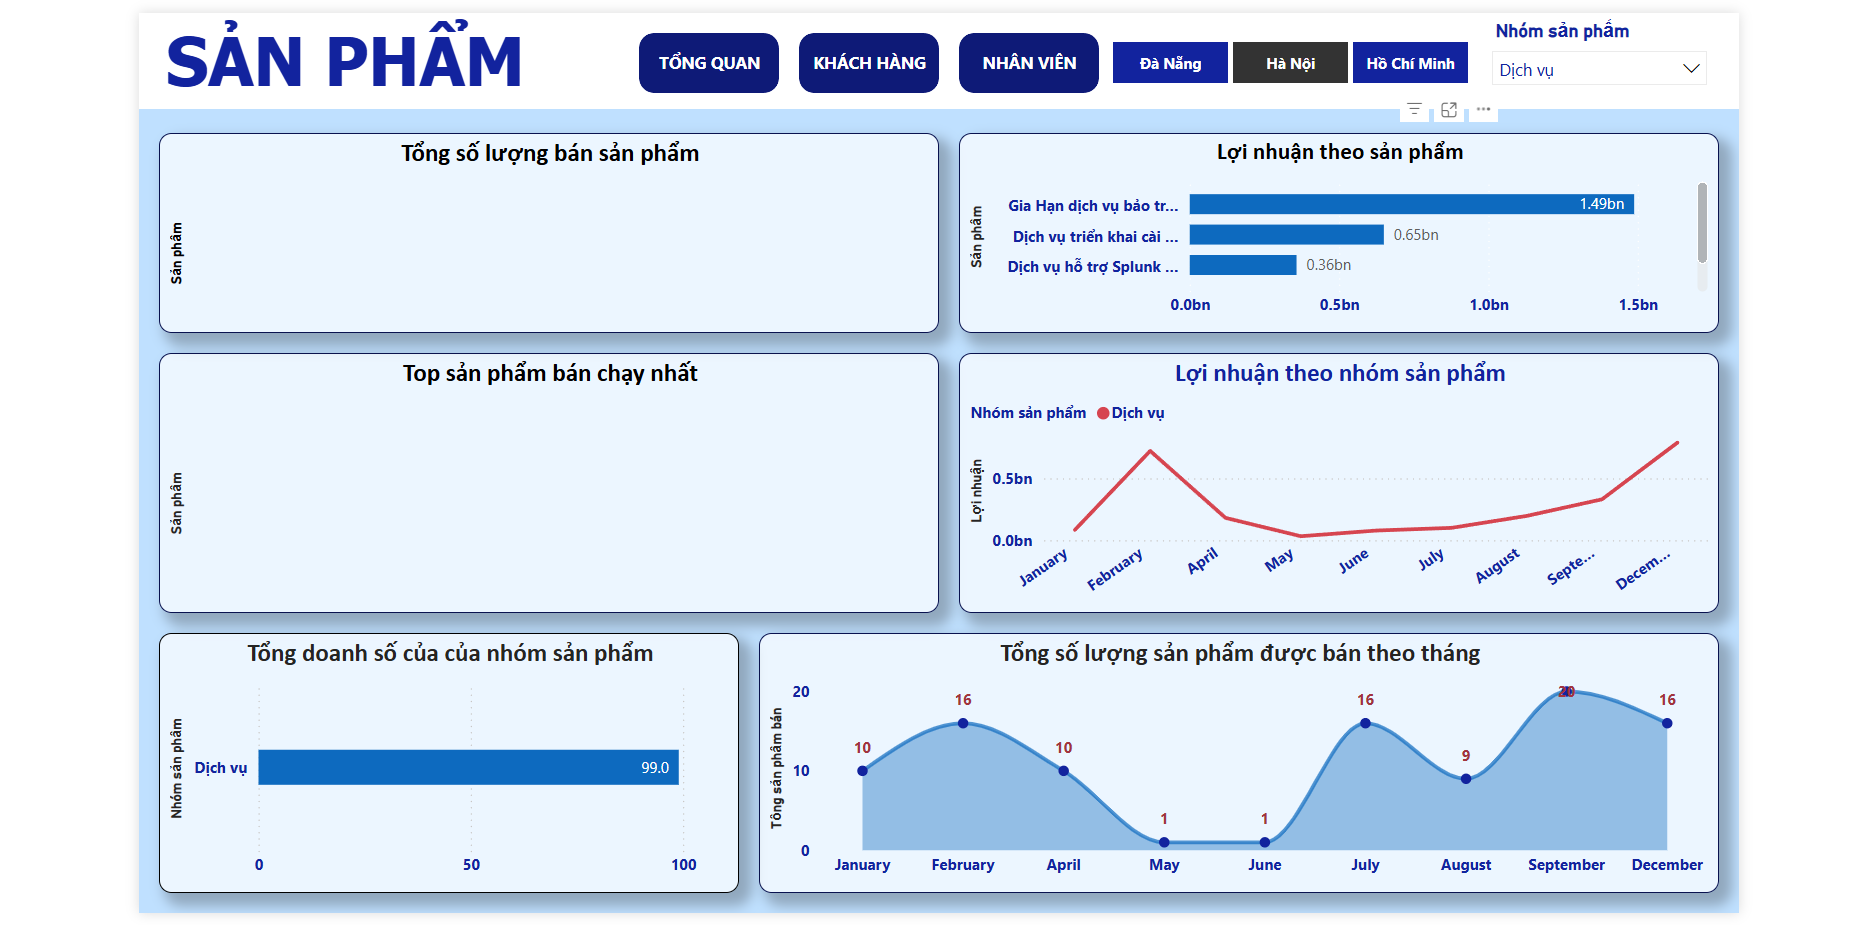 SẢN PHẨM
TỔNG QUAN
KHÁCH HÀNG
NHÂN VIÊN
Đà Nẵng
Hà Nội
Hồ Chí Minh
Nhóm sản phẩm
Dịch vụ
Tổng số lượng bán sản phẩm
Sản phẩm
Lợi nhuận theo sản phẩm
Sản phẩm
Gia Hạn dịch vụ bảo tr...
1.49bn
Dịch vụ triển khai cài ...
0.65bn
Dịch vụ hỗ trợ Splunk ...
0.36bn
0.0bn 0.5bn 1.0bn 1.5bn
Top sản phẩm bán chạy nhất
Sản phẩm
Lợi nhuận theo nhóm sản phẩm
Nhóm sản phẩm Dịch vụ
Lợi nhuận
0.5bn
0.0bn
January February April May June July August Septe... Decem...
Tổng doanh số của của nhóm sản phẩm
Nhóm sản phẩm
Dịch vụ
99.0
0 50 100
Tổng số lượng sản phẩm được bán theo tháng
Tổng sản phẩm bán
20
10
0
10 16 10 1 1 16 9 20 16
January February April May June July August September December